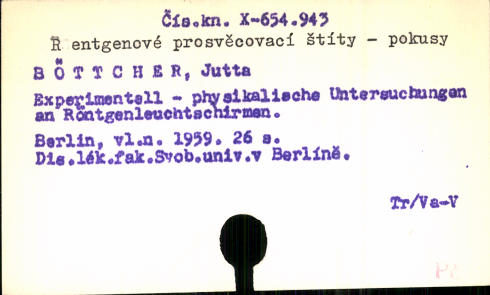 Čís.kn. X-654.943
R entgenové prosvěcovací štíty - pokusy
BÖTTCHER, Jutta
Experimentell - physikalische Untersuchungen
an Röntgenleuchtschirmen.
Berlin, vl.n. 1959. 26 s.
Dis.lék.fak.Svob.univ.v Berlíně.
Tr/Va-V